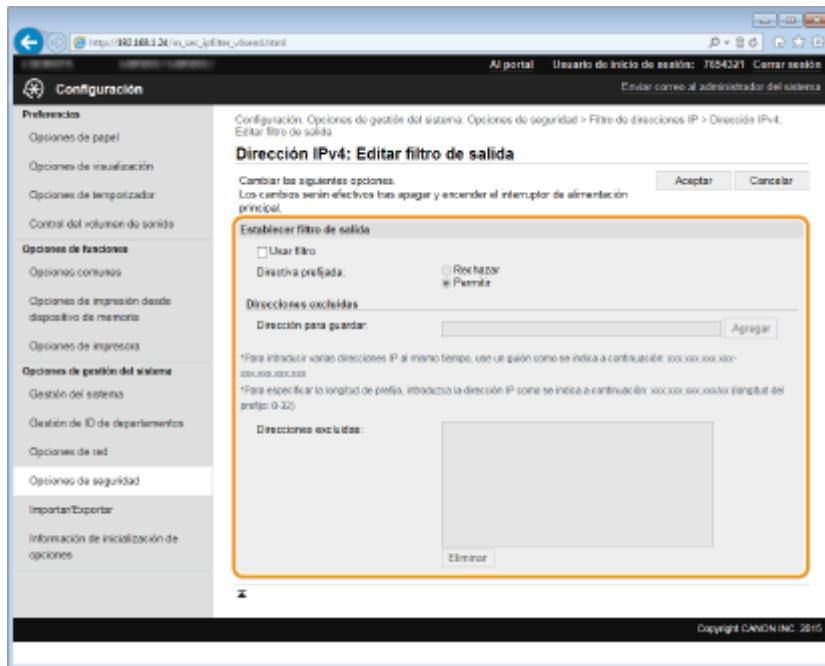 http://192.168.1.24/m_sec_ipfilter_v4send.html
Al portal Usuario de inicio de sesión: 7654321 Cerrar sesión
Configuración
Enviar correo al administrador del sistema
Preferencias
Opciones de papel
Opciones de visualización
Opciones de temporizador
Control del volumen de sonido
Opciones de funciones
Opciones comunes
Opciones de impresión desde
dispositivo de memoria
Opciones de impresora
Opciones de gestión del sistema
Gestión del sistema
Gestión de ID de departamentos
Opciones de red
Opciones de seguridad
Importar/Exportar
Información de inicialización de
opciones
Configuración: Opciones de gestión del sistema: Opciones de seguridad > Filtro de direcciones IP > Dirección IPv4:
Editar filtro de salida
Dirección IPv4: Editar filtro de salida
Cambiar las siguientes opciones.
Los cambios serán efectivos tras apagar y encender el interruptor de alimentación
principal.
Aceptar Cancelar
Establecer filtro de salida
Usar filtro
Directiva prefijada:
Rechazar
Permitir
Direcciones excluidas
Dirección para guardar:
Agregar
*Para introducir varias direcciones IP al mismo tiempo, use un guión como se indica a continuación: xxx.xxx.xxx.xxx-
xxx.xxx.xxx.xxx
*Para especificar la longitud de prefijo, introduzca la dirección IP como se indica a continuación: xxx.xxx.xxx.xxx/xx (longitud del
prefijo: 0-32)
Direcciones excluidas:
Eliminar
Copyright CANON INC. 2015